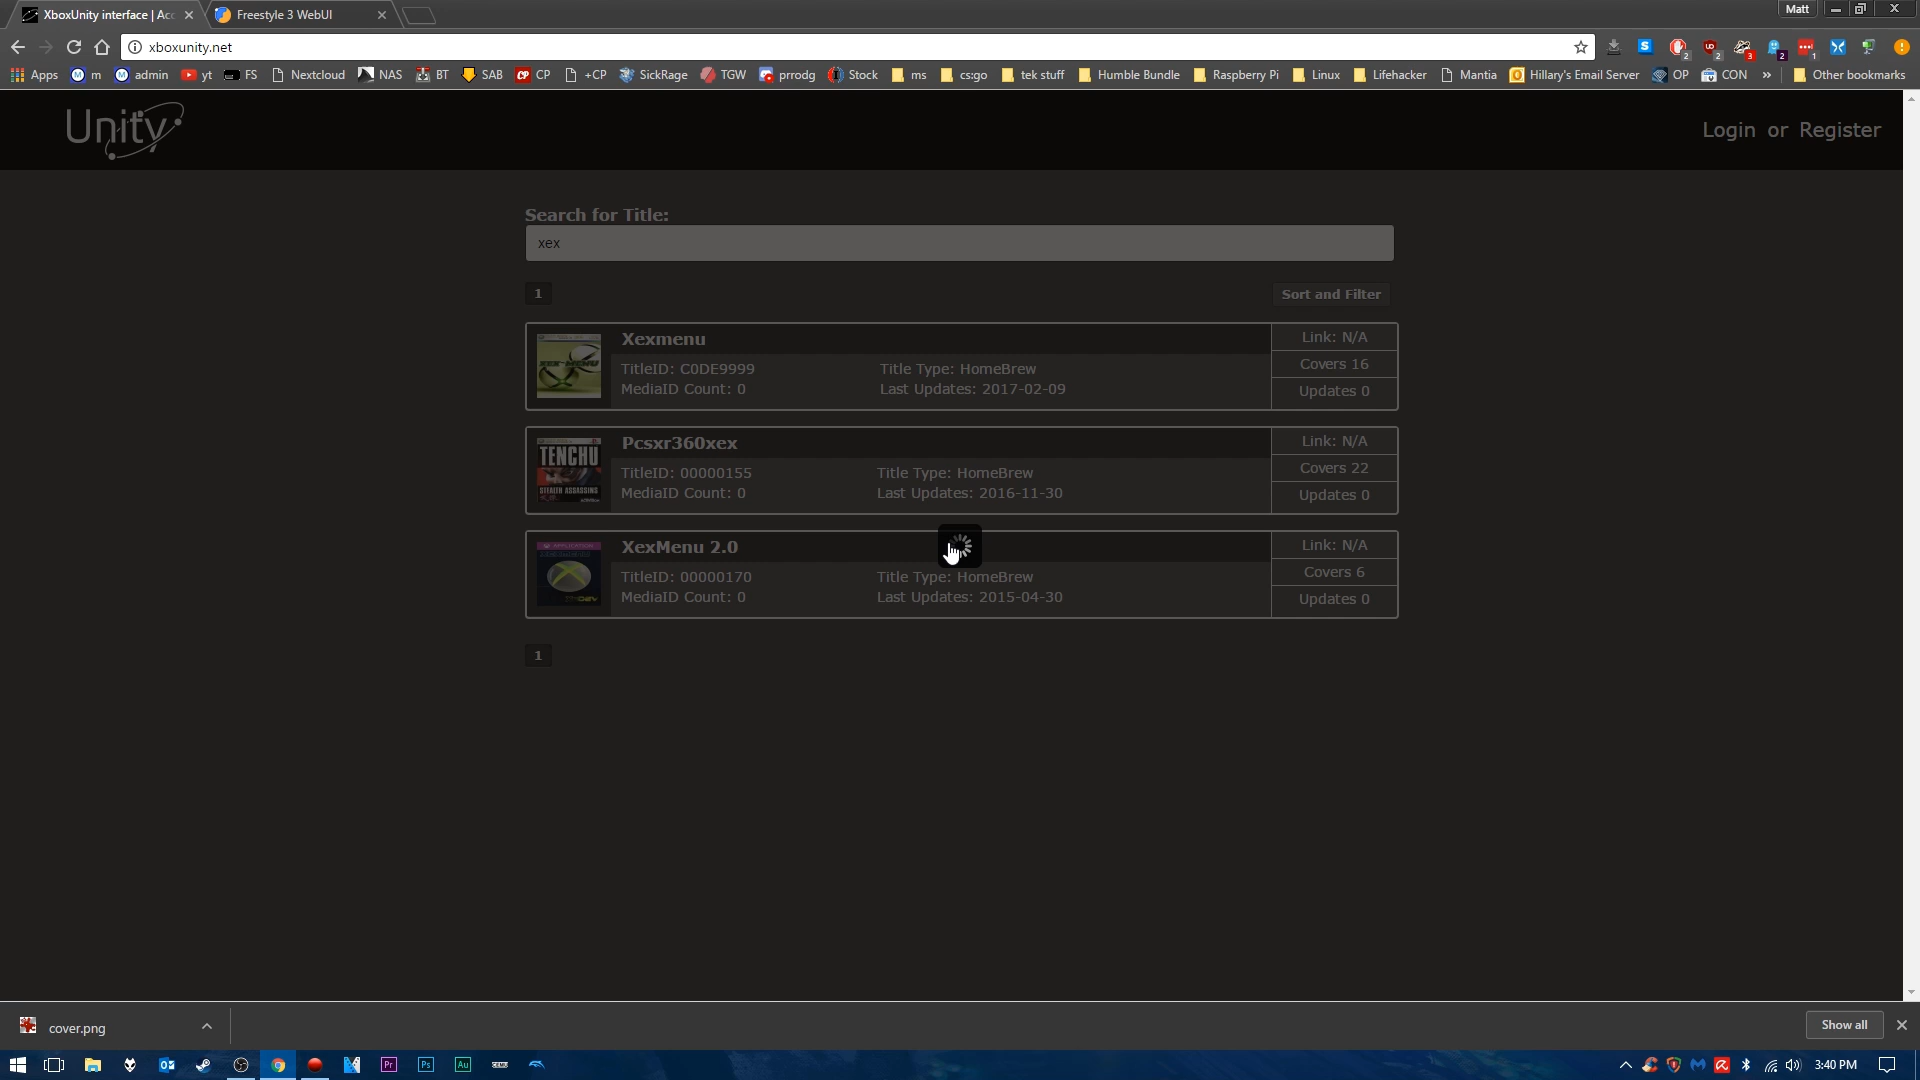 XboxUnity interface | Acc
Freestyle 3 WebUI
Matt
xboxunity.net
Apps
m
admin
yt
FS
Nextcloud
NAS
BT
SAB
CP
+CP
SickRage
TGW
prrodg
Stock
ms
cs:go
tek stuff
Humble Bundle
Raspberry Pi
Linux
Lifehacker
Mantia
Hillary's Email Server
OP
CON
»
Other bookmarks
Unity
Login or Register
Search for Title:
xex
1
Sort and Filter
Xexmenu
TitleID: C0DE9999
Title Type: HomeBrew
MediaID Count: 0
Last Updates: 2017-02-09
Link: N/A
Covers 16
Updates 0
TENCHU
STEALTH ASSASSINS
Pcsxr360xex
TitleID: 00000155
Title Type: HomeBrew
MediaID Count: 0
Last Updates: 2016-11-30
Link: N/A
Covers 22
Updates 0
XexMenu 2.0
TitleID: 00000170
Title Type: HomeBrew
MediaID Count: 0
Last Updates: 2015-04-30
Link: N/A
Covers 6
Updates 0
1
cover.png
Show all
Pr
Ps
Au
3:40 PM